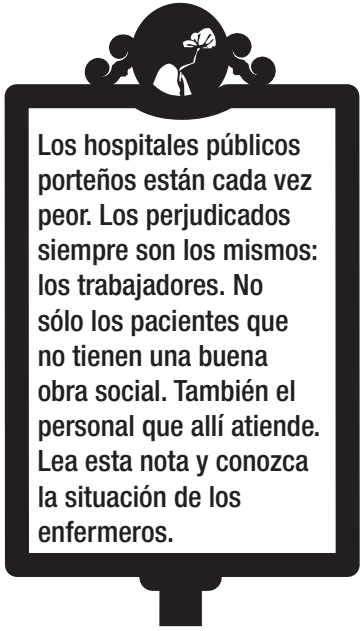 Los hospitales públicos
porteños están cada vez
peor. Los perjudicados
siempre son los mismos:
los trabajadores. No
sólo los pacientes que
no tienen una buena
obra social. También el
personal que allí atiende.
Lea esta nota y conozca
la situación de los
enfermeros.